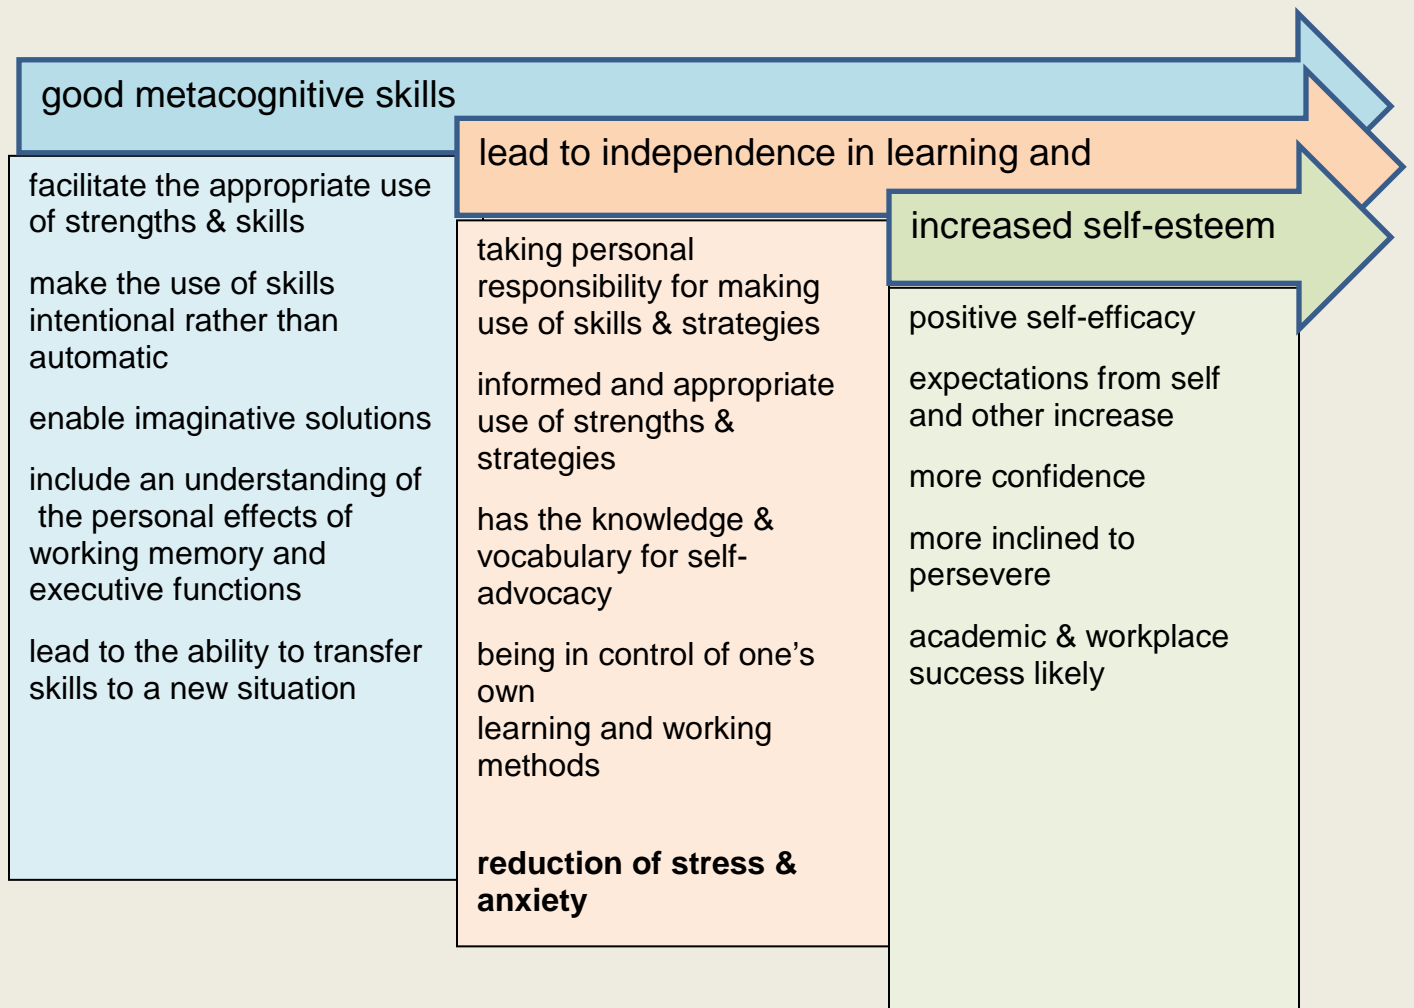 good metacognitive skills
facilitate the appropriate use
of strengths & skills
make the use of skills
intentional rather than
automatic
enable imaginative solutions
include an understanding of
the personal effects of
working memory and
executive functions
lead to the ability to transfer
skills to a new situation
lead to independence in learning and
taking personal
responsibility for making
use of skills & strategies
informed and appropriate
use of strengths &
strategies
has the knowledge &
vocabulary for self-
advocacy
being in control of one’s
own
learning and working
methods
reduction of stress &
anxiety
increased self-esteem
positive self-efficacy
expectations from self
and other increase
more confidence
more inclined to
persevere
academic & workplace
success likely